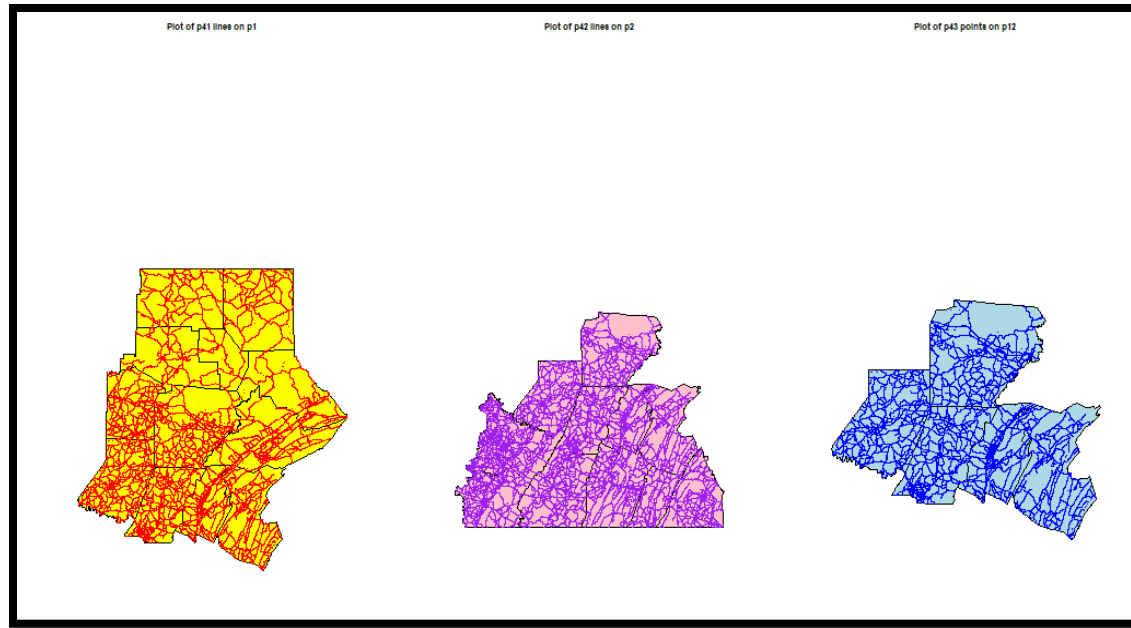 Plot of p41 lines on p1
Plot of p42 lines on p2
Plot of p43 points on p12